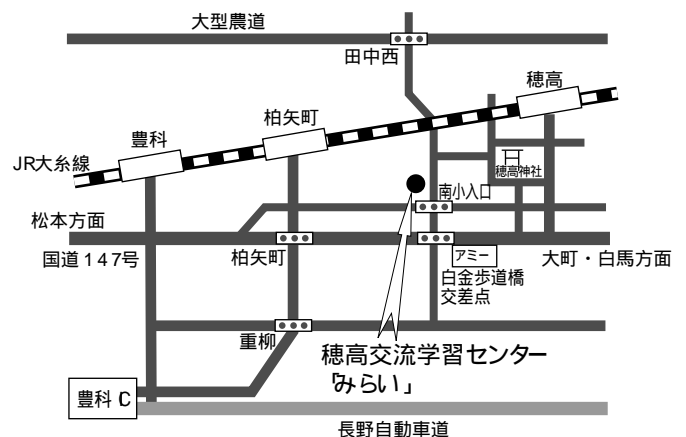 大型農道
田中西
穂高
柏矢町
豊科
JR大糸線
穂高神社
南小入口
松本方面
国道147号
柏矢町
アミー
白金歩道橋
交差点
大町・白馬方面
重柳
穂高交流学習センター
「みらい」
豊科IC
長野自動車道